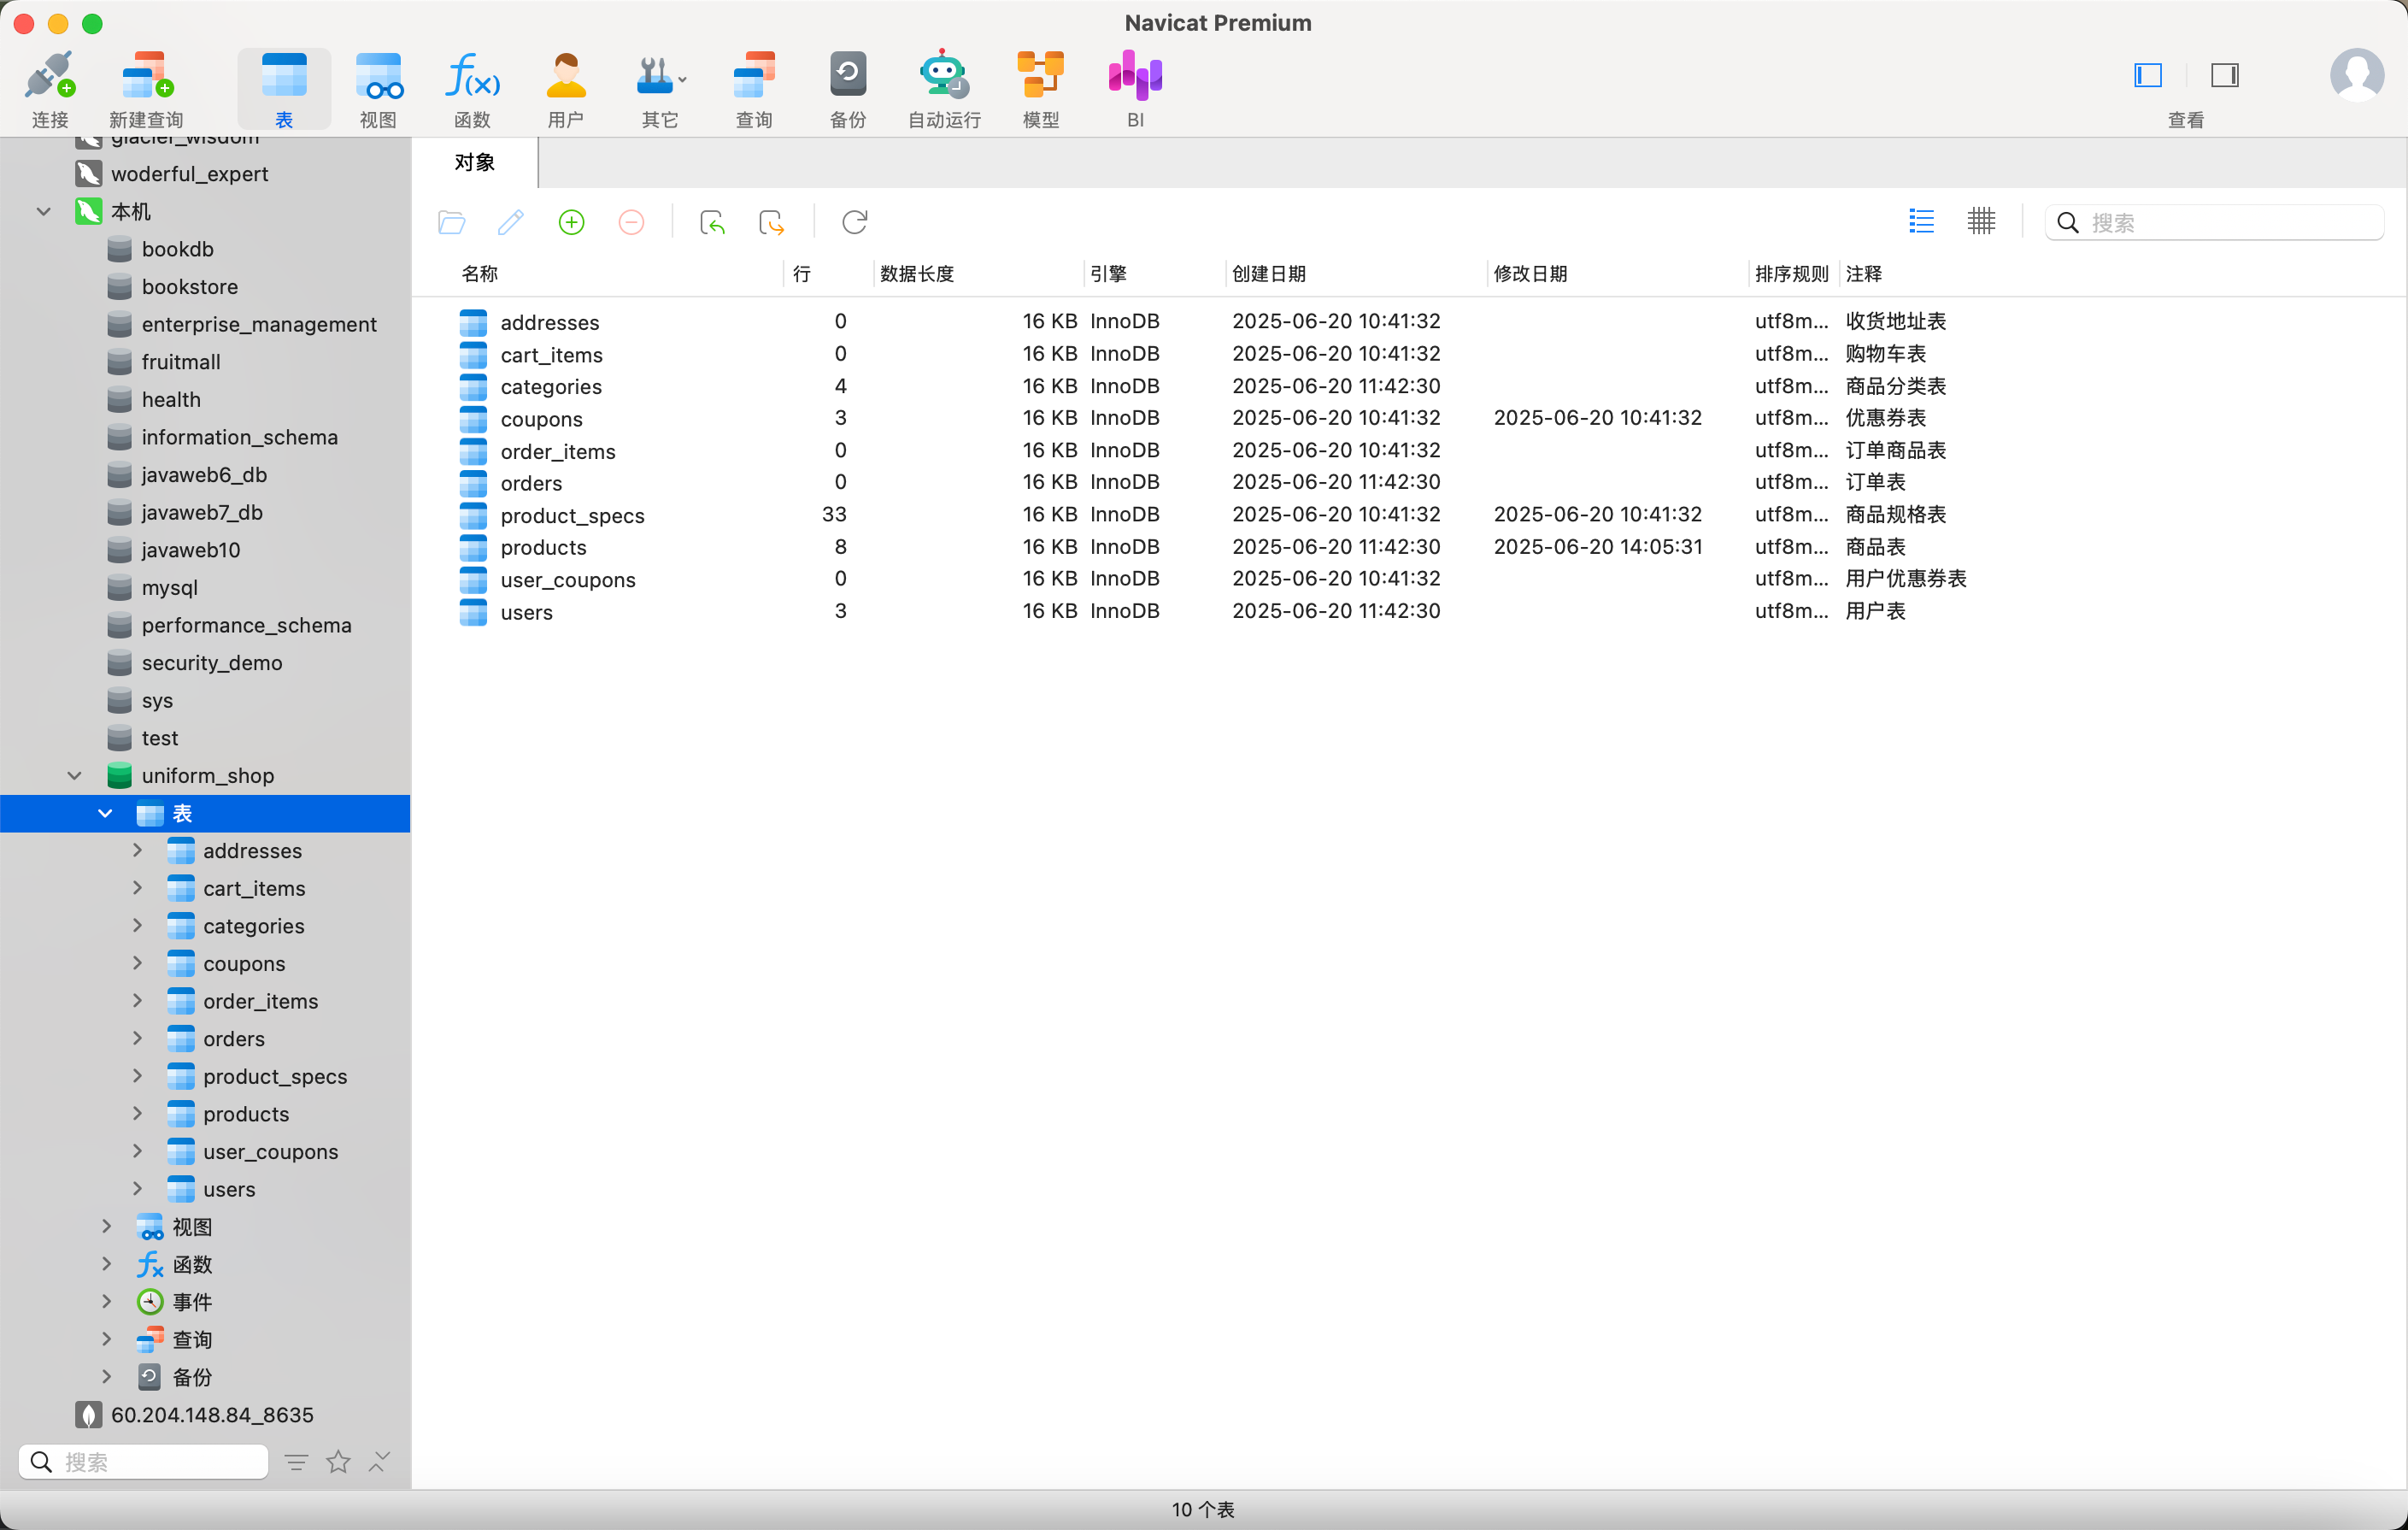 Navicat Premium
连接 新建查询 表 视图 函数 用户 其它 查询 备份 自动运行 模型 BI 查看
glacier_wisdom
woderful_expert
本机
bookdb
bookstore
enterprise_management
fruitmall
health
information_schema
javaweb6_db
javaweb7_db
javaweb10
mysql
performance_schema
security_demo
sys
test
uniform_shop
表
addresses
cart_items
categories
coupons
order_items
orders
product_specs
products
user_coupons
users
视图
函数
事件
查询
备份
60.204.148.84_8635
搜索
对象
搜索
名称 行 数据长度 引擎 创建日期 修改日期 排序规则 注释
addresses 0 16 KB InnoDB 2025-06-20 10:41:32 utf8m... 收货地址表
cart_items 0 16 KB InnoDB 2025-06-20 10:41:32 utf8m... 购物车表
categories 4 16 KB InnoDB 2025-06-20 11:42:30 utf8m... 商品分类表
coupons 3 16 KB InnoDB 2025-06-20 10:41:32 2025-06-20 10:41:32 utf8m... 优惠券表
order_items 0 16 KB InnoDB 2025-06-20 10:41:32 utf8m... 订单商品表
orders 0 16 KB InnoDB 2025-06-20 11:42:30 utf8m... 订单表
product_specs 33 16 KB InnoDB 2025-06-20 10:41:32 2025-06-20 10:41:32 utf8m... 商品规格表
products 8 16 KB InnoDB 2025-06-20 11:42:30 2025-06-20 14:05:31 utf8m... 商品表
user_coupons 0 16 KB InnoDB 2025-06-20 10:41:32 utf8m... 用户优惠券表
users 3 16 KB InnoDB 2025-06-20 11:42:30 utf8m... 用户表
10 个表